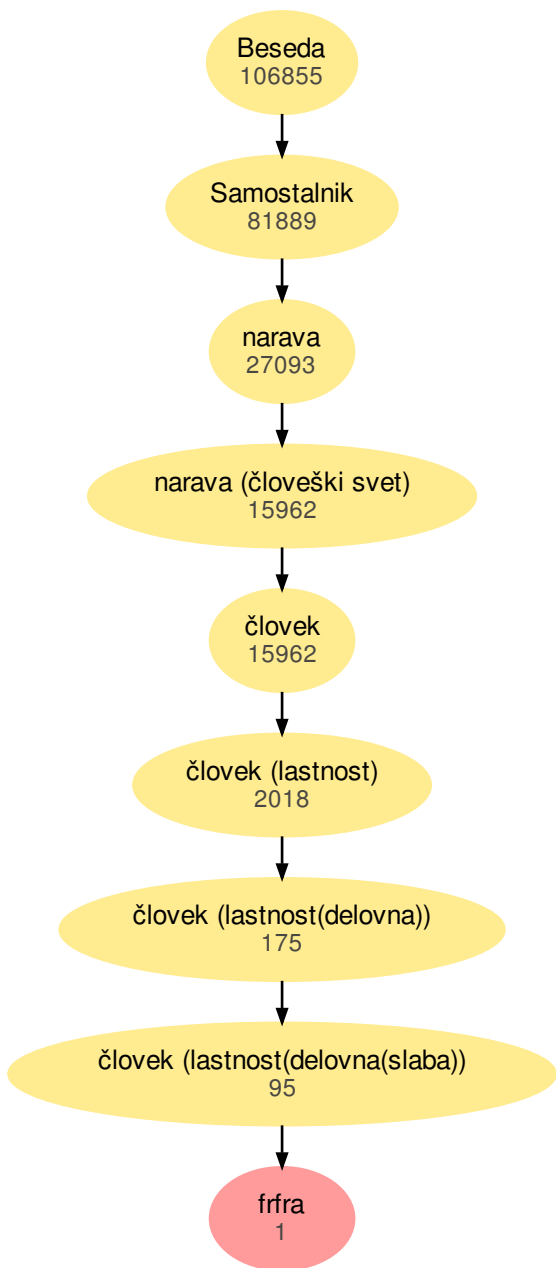 Beseda
106855
Samostalnik
81889
narava
27093
narava (človeški svet)
15962
človek
15962
človek (lastnost)
2018
človek (lastnost(delovna))
175
človek (lastnost(delovna(slaba))
95
frfra
1